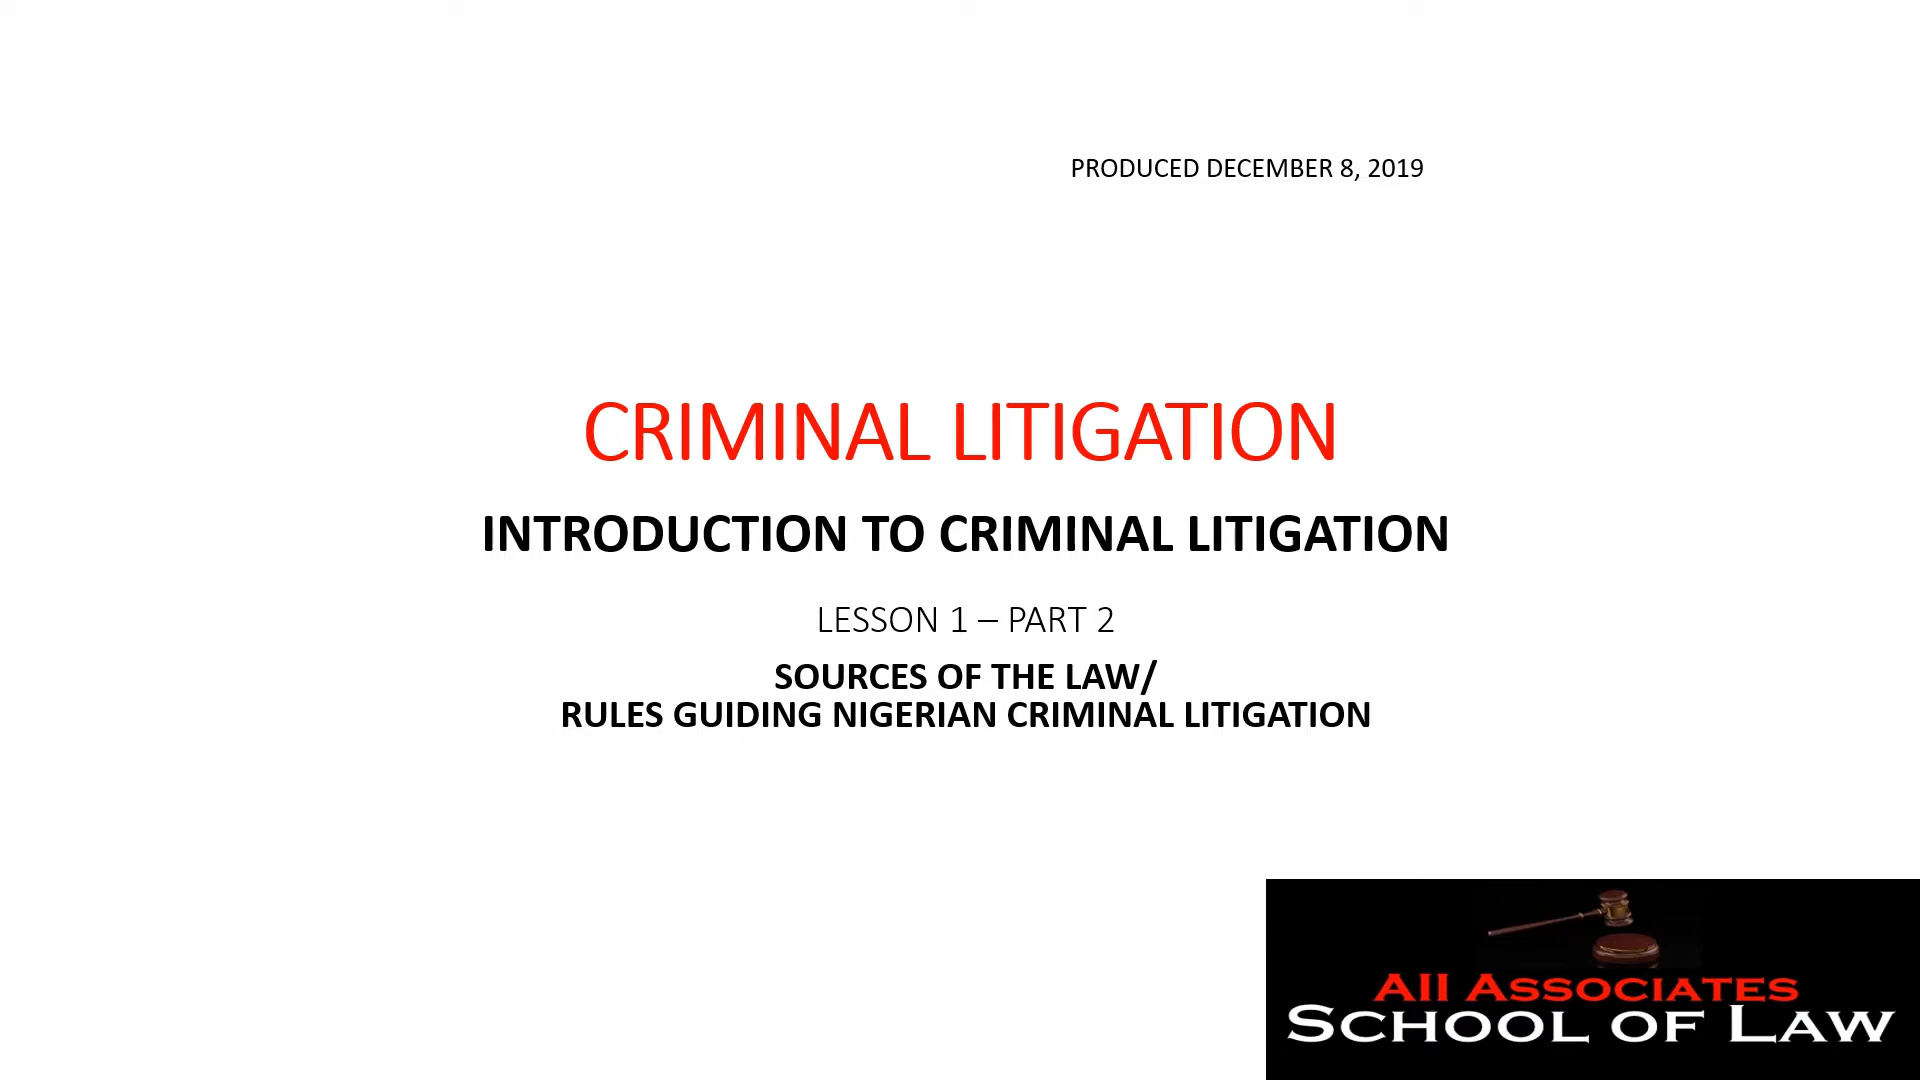 PRODUCED DECEMBER 8, 2019
CRIMINAL LITIGATION
INTRODUCTION TO CRIMINAL LITIGATION
LESSON 1 – PART 2
SOURCES OF THE LAW/
RULES GUIDING NIGERIAN CRIMINAL LITIGATION
All Associates
School of Law